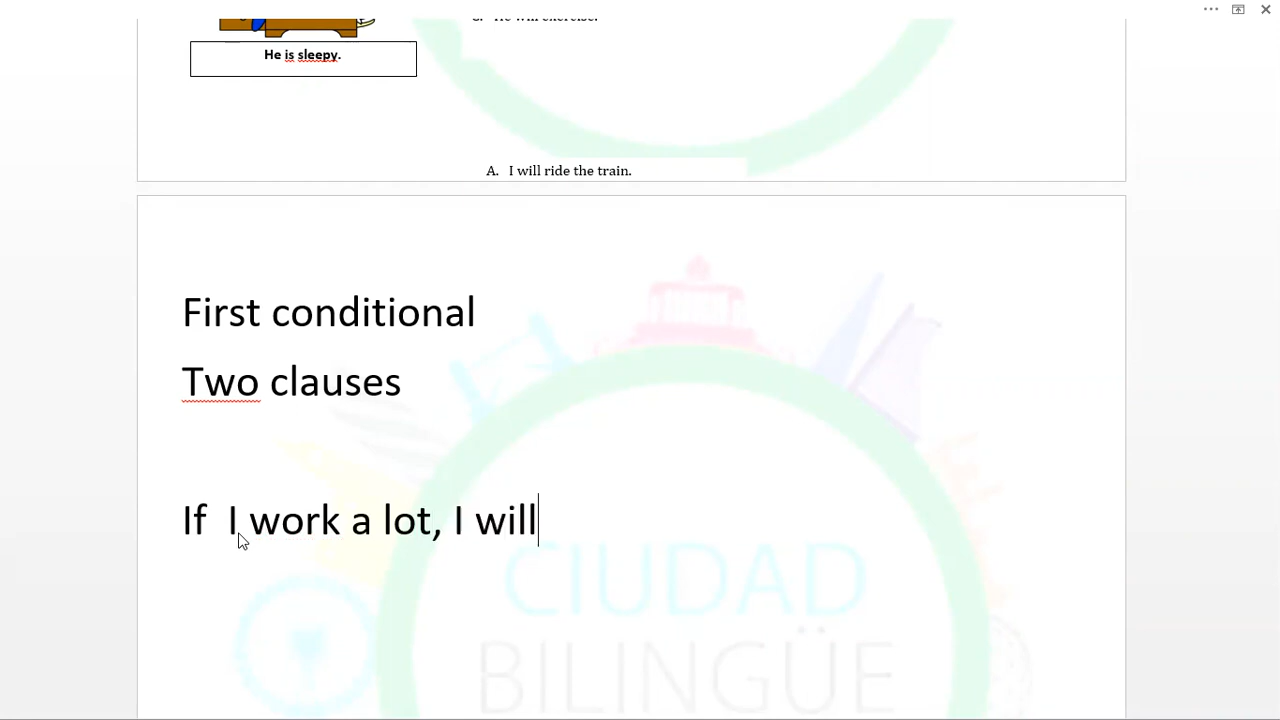 He is sleepy.
A. I will ride the train.
First conditional
Two clauses
If I work a lot, I will
CIUDAD
BILINGÜE